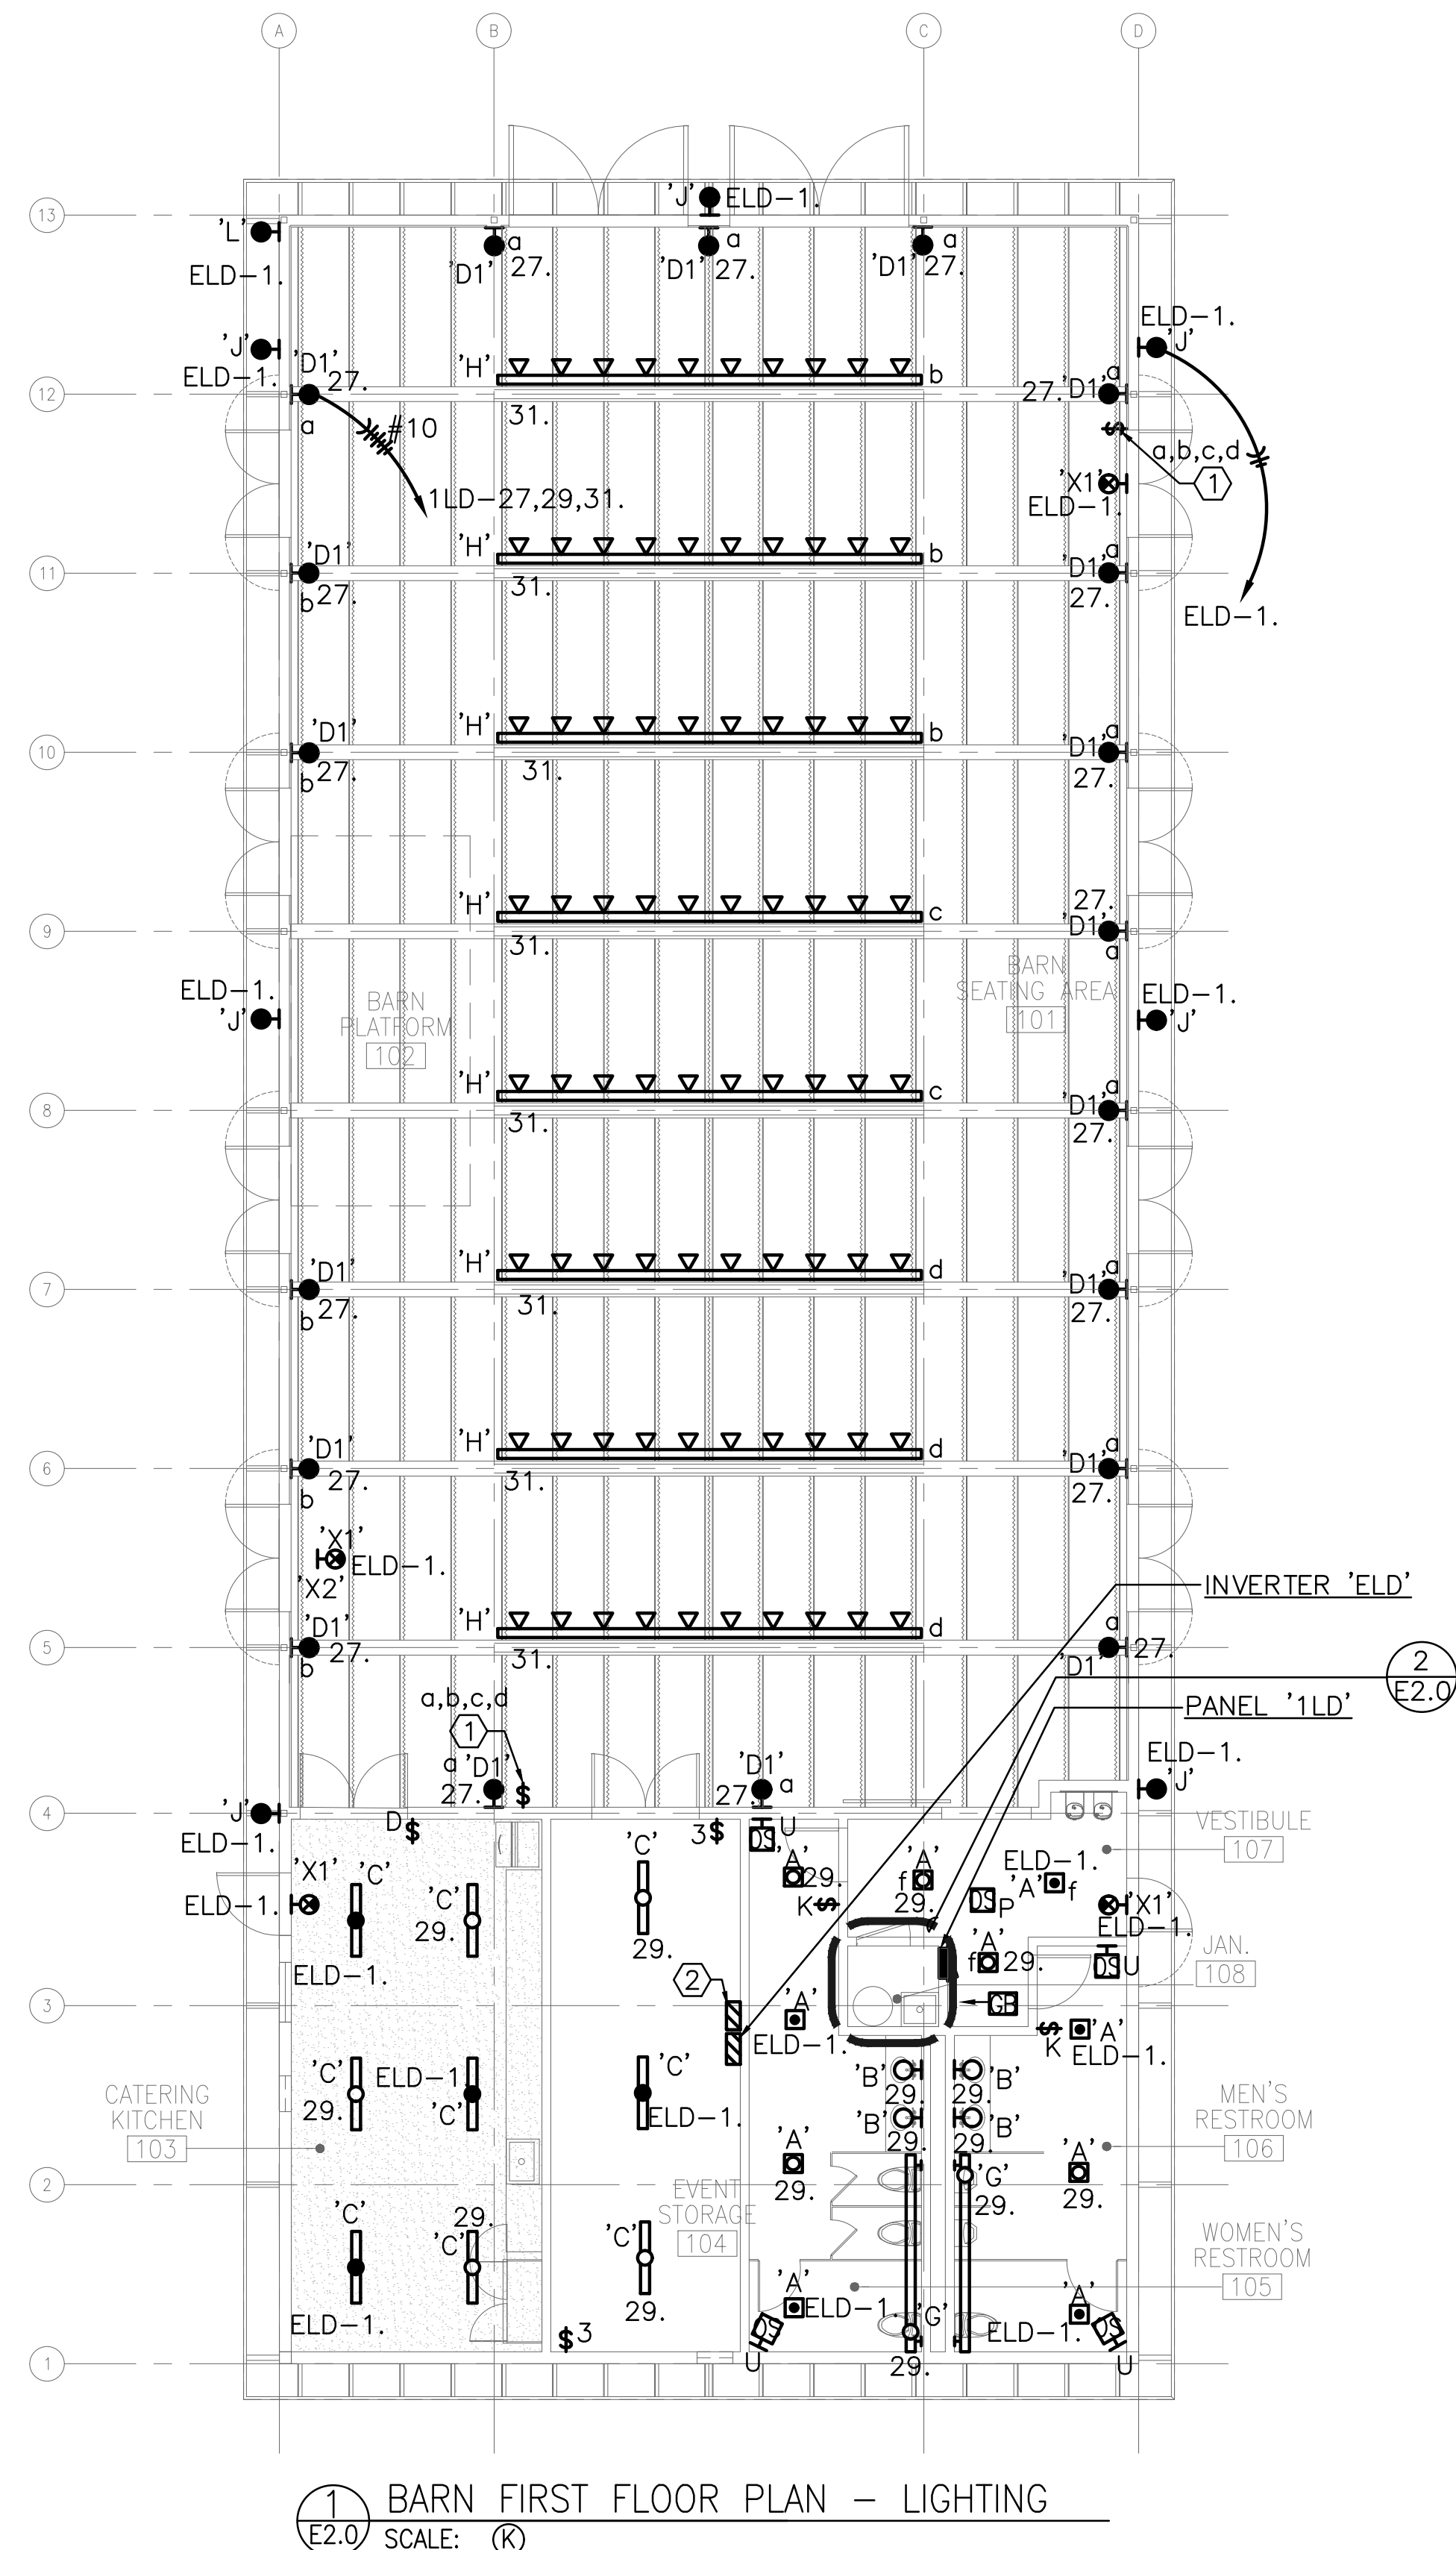 A B C D
13
'J' ELD-1.
'L'
ELD-1.
a 'D1' 27.
a 'D1' 27.
a 'D1' 27.
'J'
ELD-1.
ELD-1.
'J'
12
'D1' 27.
a
#10
1LD-27,29,31.
'H' b
31.
27. 'D1' a
a,b,c,d
1
'X1'
ELD-1.
ELD-1.
11
'D1'
b 27.
'H' b
31.
'D1' a
27.
10
'D1'
b 27.
'H' b
31.
'D1' a
27.
9
'H' c
31.
27.
'D1'
a
BARN
SEATING AREA
101
BARN
PLATFORM
102
ELD-1.
'J'
ELD-1.
'J'
8
'H' c
31.
'D1' a
27.
7
'D1'
b 27.
'H' d
31.
'D1' a
27.
6
'D1'
27.
b
'H' d
31.
'D1' a
27.
'X1'
ELD-1.
'X2'
INVERTER 'ELD'
5
'D1'
27.
b
'H' d
31.
a
27.
'D1'
2
E2.0
PANEL '1LD'
a,b,c,d
1
a 'D1'
27.
$
'D1'
27. a
ELD-1.
'J'
4
'J'
ELD-1.
D $
3 $
DS U
VESTIBULE
107
'X1'
ELD-1.
'C'
ELD-1.
'C'
29.
'C'
29.
'A'
29.
K $
'A'
f
29.
ELD-1.
'A' f
DS P
'X1'
ELD-1.
'A'
f 29.
DS U
JAN.
108
3
2
'A'
ELD-1.
GB
$ K
'A'
ELD-1.
'C'
29.
ELD-1.
'C'
'C'
ELD-1.
'B'
29.
'B'
29.
'B'
29.
'B'
29.
CATERING
KITCHEN
103
MEN'S
RESTROOM
106
2
'A'
29.
'G'
29.
'A'
29.
EVENT
STORAGE
104
WOMEN'S
RESTROOM
105
'C'
ELD-1.
29.
'C'
'C'
29.
'A'
ELD-1.
'G'
29.
'A'
ELD-1.
DS
U
DS
U
$ 3
1
1
E2.0
BARN FIRST FLOOR PLAN - LIGHTING
SCALE: K